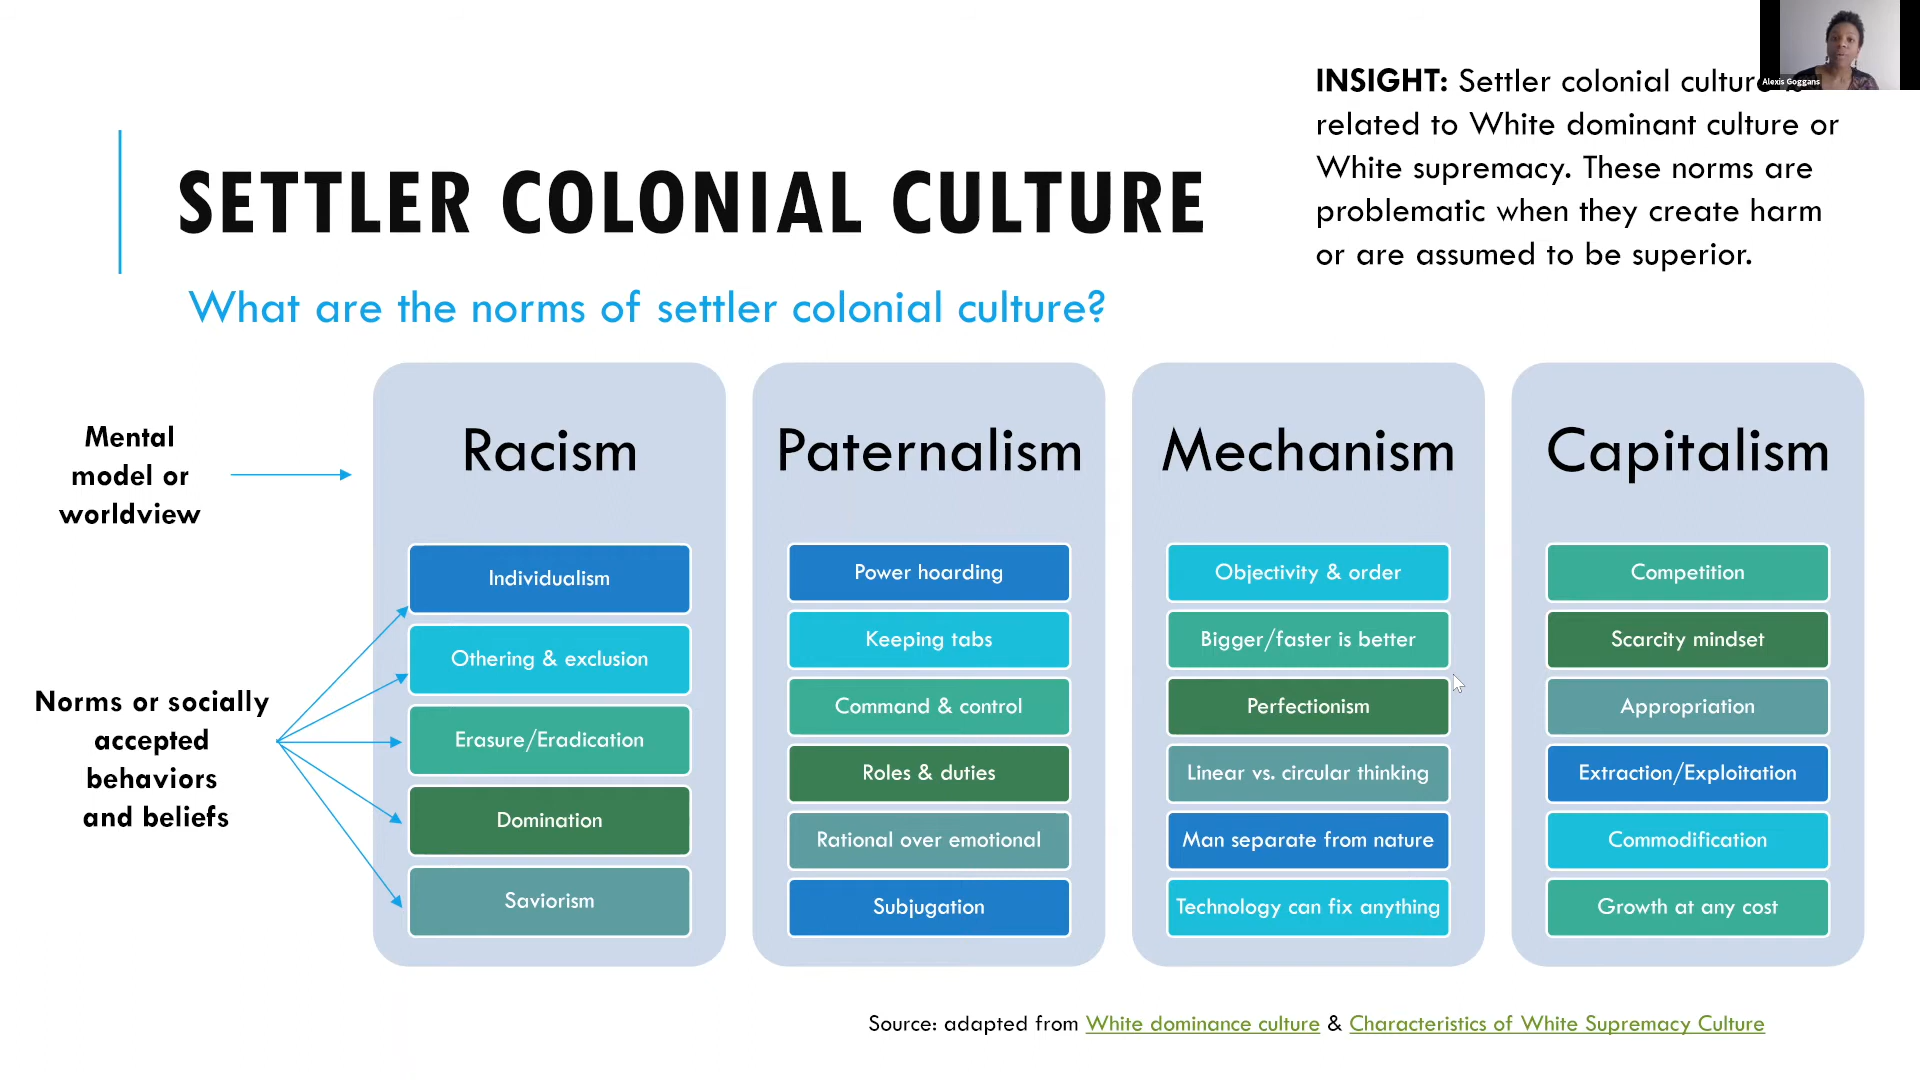 Alexis Goggans
INSIGHT: Settler colonial culture
related to White dominant culture or
White supremacy. These norms are
problematic when they create harm
or are assumed to be superior.
SETTLER COLONIAL CULTURE
What are the norms of settler colonial culture?
Mental
model or
worldview
Norms or socially
accepted
behaviors
and beliefs
Racism
Individualism
Othering & exclusion
Erasure/Eradication
Domination
Saviorism
Paternalism
Power hoarding
Keeping tabs
Command & control
Roles & duties
Rational over emotional
Subjugation
Mechanism
Objectivity & order
Bigger/faster is better
Perfectionism
Linear vs. circular thinking
Man separate from nature
Technology can fix anything
Capitalism
Competition
Scarcity mindset
Appropriation
Extraction/Exploitation
Commodification
Growth at any cost
Source: adapted from White dominance culture & Characteristics of White Supremacy Culture